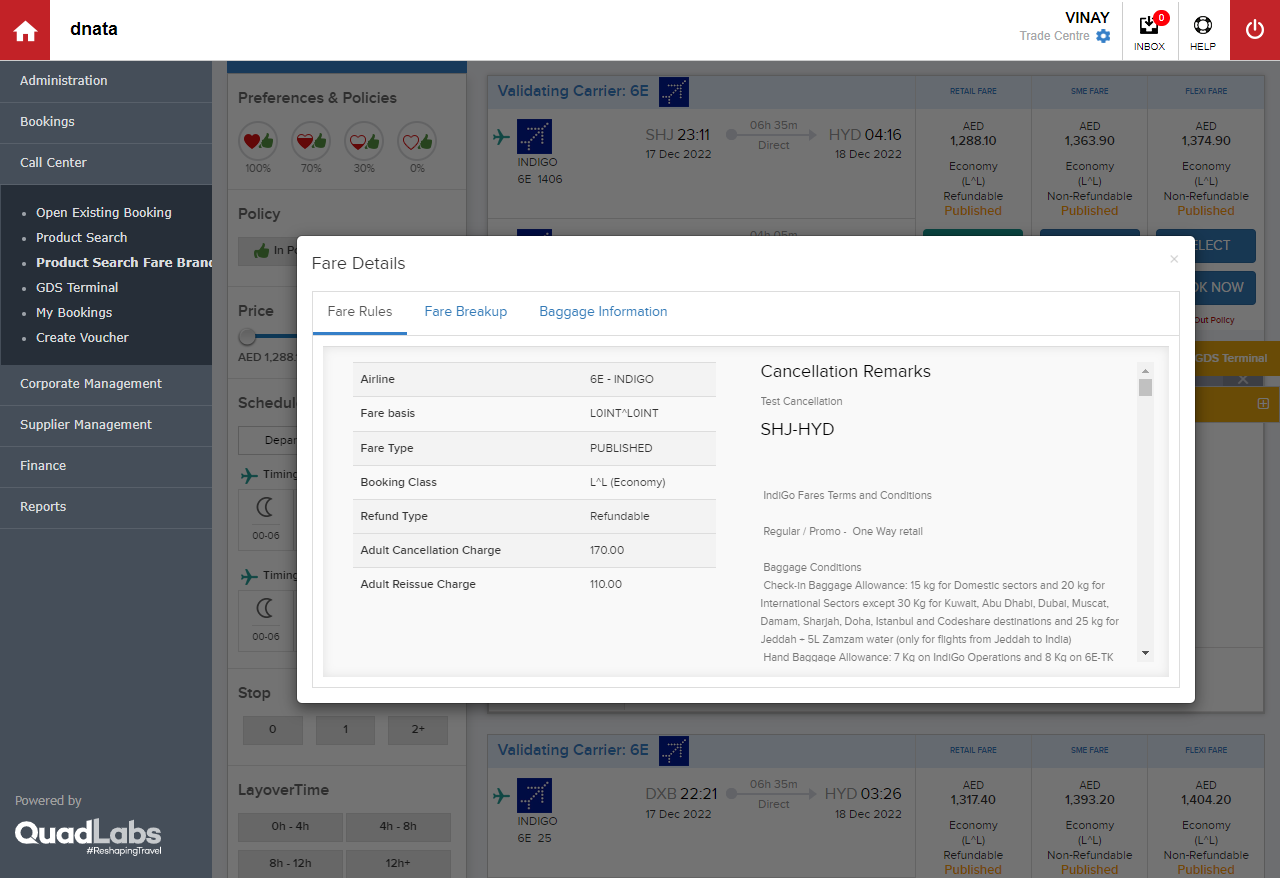 dnata
VINAY
Trade Centre
0
INBOX
HELP
Administration
Bookings
Call Center
Open Existing Booking
Product Search
Product Search Fare Brand
GDS Terminal
My Bookings
Create Voucher
Corporate Management
Supplier Management
Finance
Reports
Powered by
QuadLabs
#ReshapingTravel
Preferences & Policies
100% 70% 30% 0%
Policy
In Po
Price
AED 1,288.
Schedul
Depar
Timing
00-06
Timing
00-06
Stop
0 1 2+
LayoverTime
0h - 4h 4h - 8h
8h - 12h 12h+
Validating Carrier: 6E
RETAIL FARE SME FARE FLEXI FARE
INDIGO
6E 1406
SHJ 23:11 06h 35m HYD 04:16
17 Dec 2022 Direct 18 Dec 2022
AED AED AED
1,288.10 1,363.90 1,374.90
Economy Economy Economy
(L^L) (L^L) (L^L)
Refundable Non-Refundable Non-Refundable
Published Published Published
04h 05m
LECT
OK NOW
Out Policy
GDS Terminal
Fare Details
×
Fare Rules Fare Breakup Baggage Information
Airline 6E - INDIGO
Fare basis L0INT^L0INT
Fare Type PUBLISHED
Booking Class L^L (Economy)
Refund Type Refundable
Adult Cancellation Charge 170.00
Adult Reissue Charge 110.00
Cancellation Remarks
Test Cancellation
SHJ-HYD
IndiGo Fares Terms and Conditions
Regular / Promo - One Way retail
Baggage Conditions
Check-in Baggage Allowance: 15 kg for Domestic sectors and 20 kg for
International Sectors except 30 Kg for Kuwait, Abu Dhabi, Dubai, Muscat,
Damam, Sharjah, Doha, Istanbul and Codeshare destinations and 25 kg for
Jeddah + 5L Zamzam water (only for flights from Jeddah to India)
Hand Baggage Allowance: 7 Kg on IndiGo Operations and 8 Kg on 6E-TK
Validating Carrier: 6E
RETAIL FARE SME FARE FLEXI FARE
INDIGO
6E 25
DXB 22:21 06h 35m HYD 03:26
17 Dec 2022 Direct 18 Dec 2022
AED AED AED
1,317.40 1,393.20 1,404.20
Economy Economy Economy
(L^L) (L^L) (L^L)
Refundable Non-Refundable Non-Refundable
Published Published Published